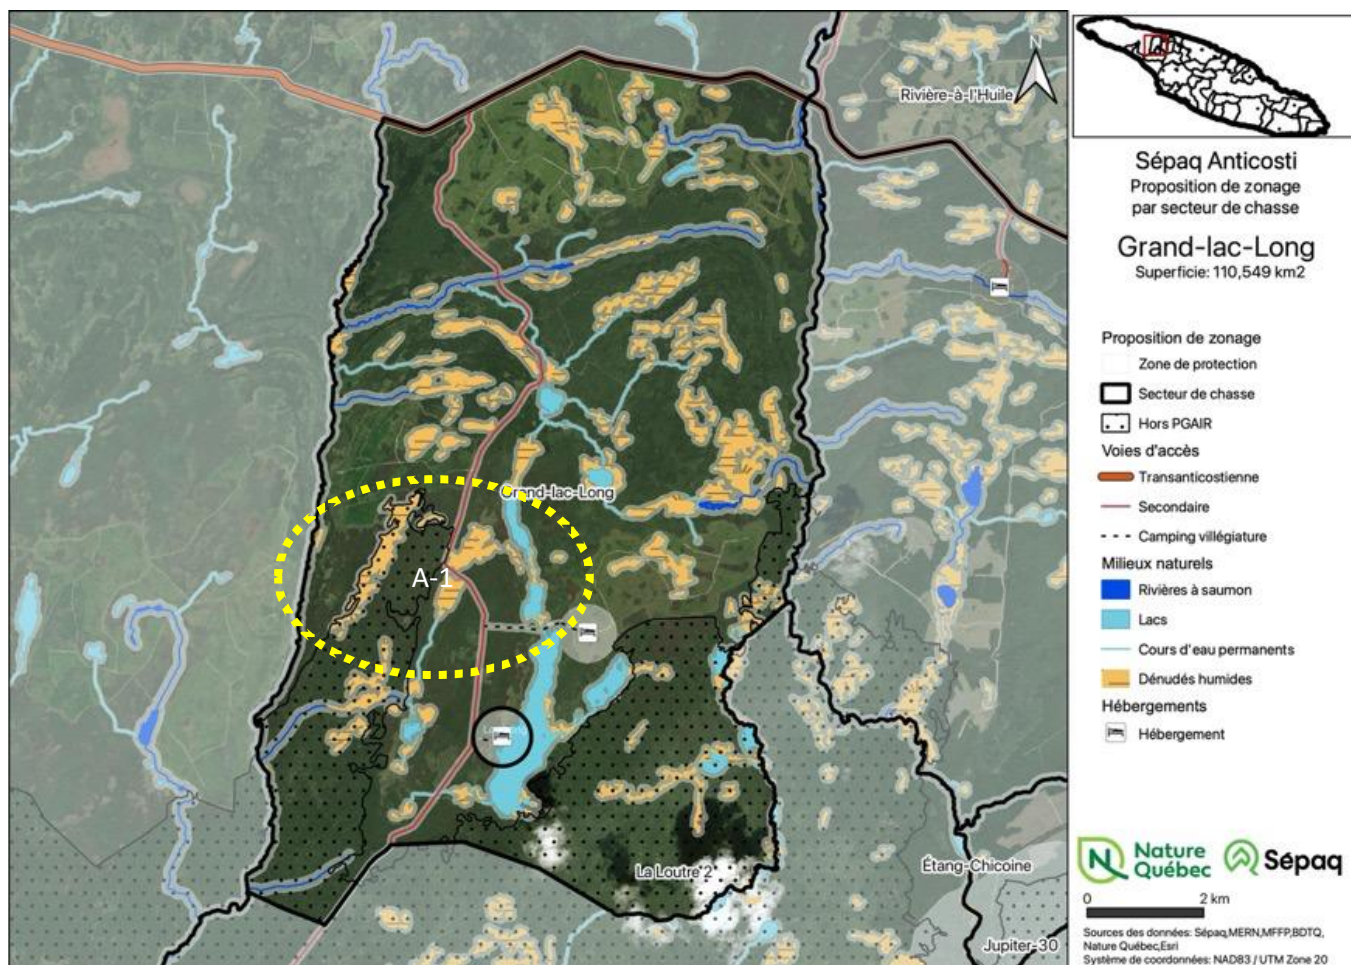 N
Rivière-à-l'Huile
Grand-lac-Long
A-1
La Loutre 2
Étang-Chicoine
Jupiter-30
Sépaq Anticosti
Proposition de zonage
par secteur de chasse
Grand-lac-Long
Superficie: 110,549 km2
Proposition de zonage
Zone de protection
Secteur de chasse
Hors PGAIR
Voies d'accès
Transanticostienne
Secondaire
Camping villégiature
Milieux naturels
Rivières à saumon
Lacs
Cours d'eau permanents
Dénudés humides
Hébergements
Hébergement
Nature
Québec
Sépaq
0 2 km
Sources des données: Sépaq,MERN,MFFP,BDTQ,
Nature Québec,Esri
Système de coordonnées: NAD83 / UTM Zone 20